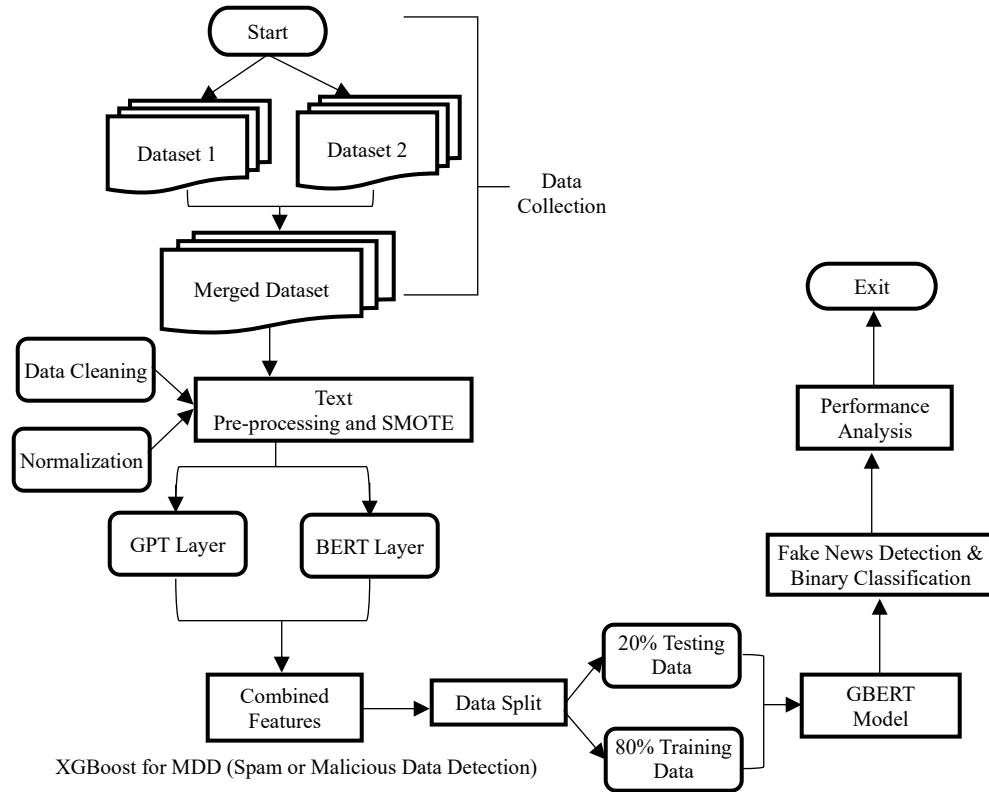 Start
Dataset 1
Dataset 2
Data
Collection
Merged Dataset
Data Cleaning
Normalization
Text
Pre-processing and SMOTE
GPT Layer
BERT Layer
Combined
Features
Data Split
20% Testing
Data
80% Training
Data
GBERT
Model
Fake News Detection &
Binary Classification
Performance
Analysis
Exit
XGBoost for MDD (Spam or Malicious Data Detection)